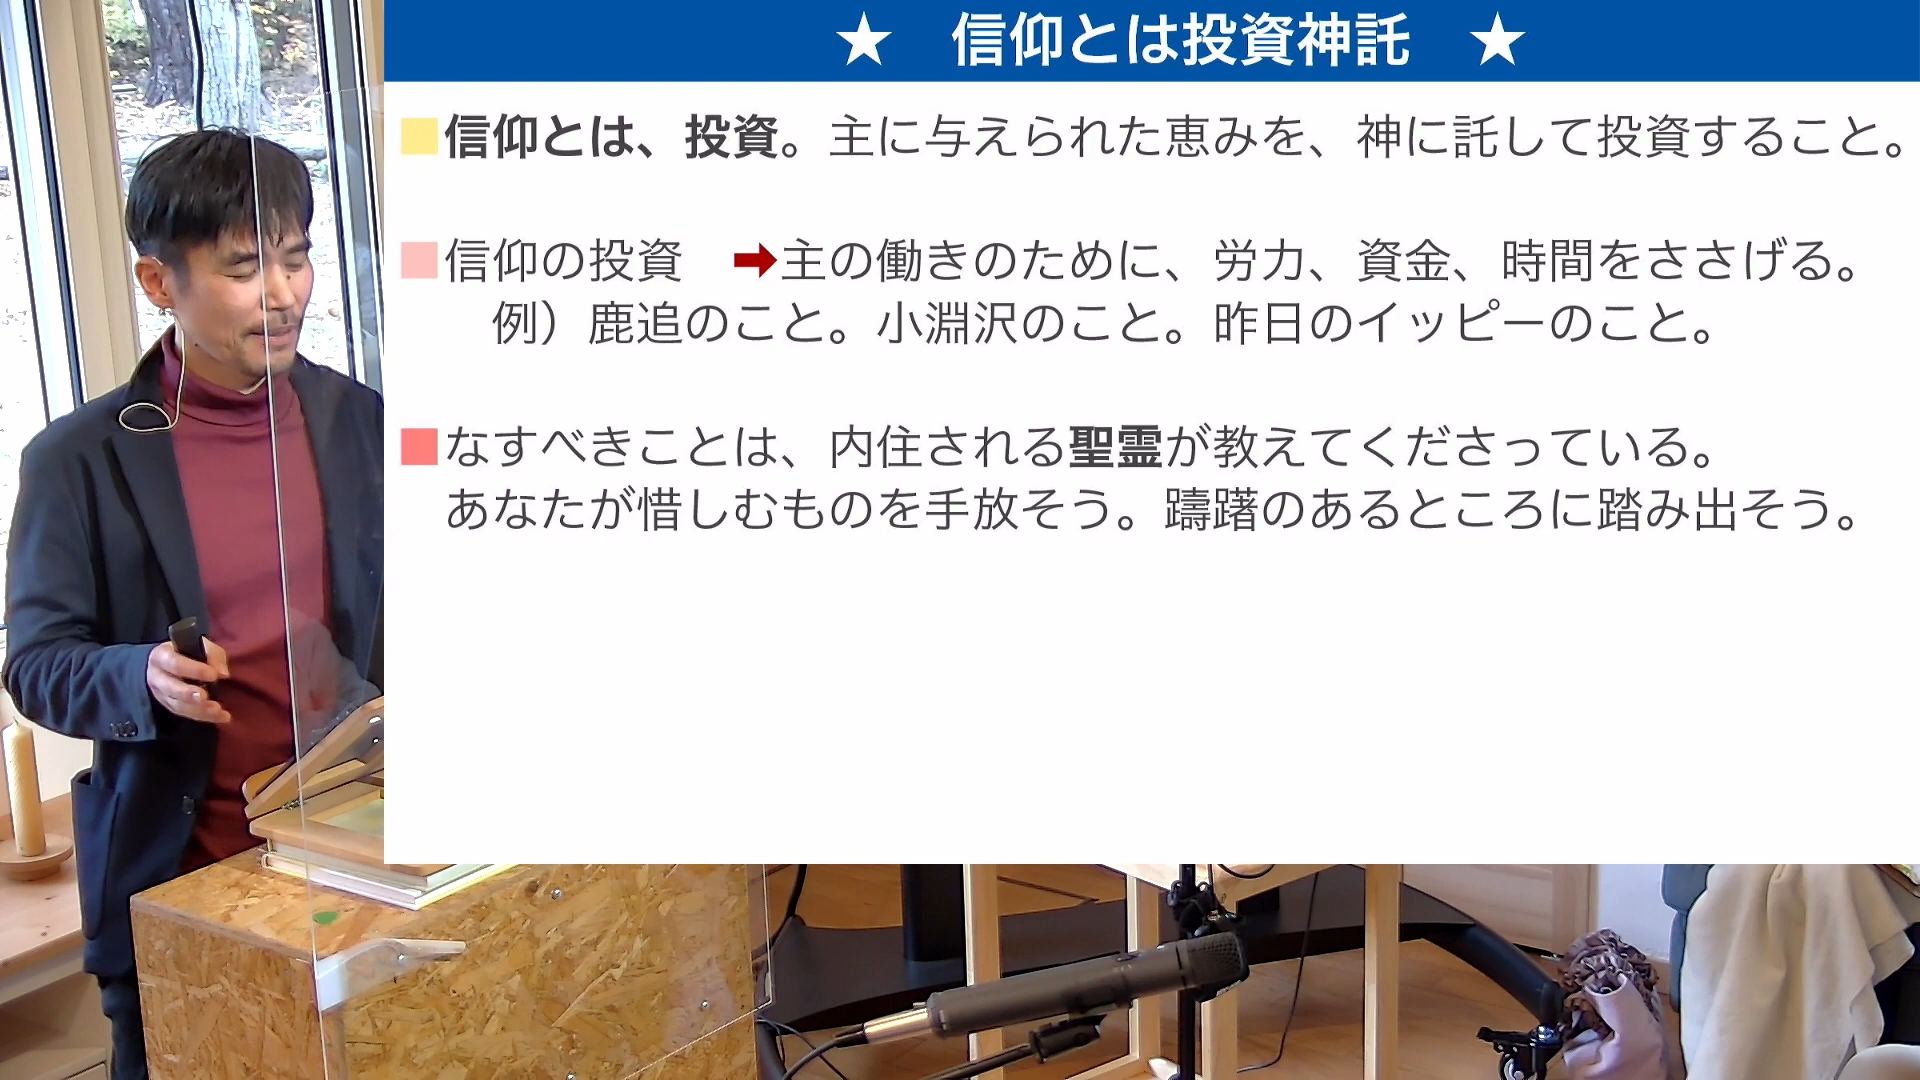 ★ 信仰とは投資神託 ★
■信仰とは、投資。主に与えられた恵みを、神に託して投資すること。
■信仰の投資 ➡主の働きのために、労力、資金、時間をささげる。
例）鹿追のこと。小淵沢のこと。昨日のイッピーのこと。
■なすべきことは、内住される聖霊が教えてくださっている。
あなたが惜しむものを手放そう。躊躇のあるところに踏み出そう。